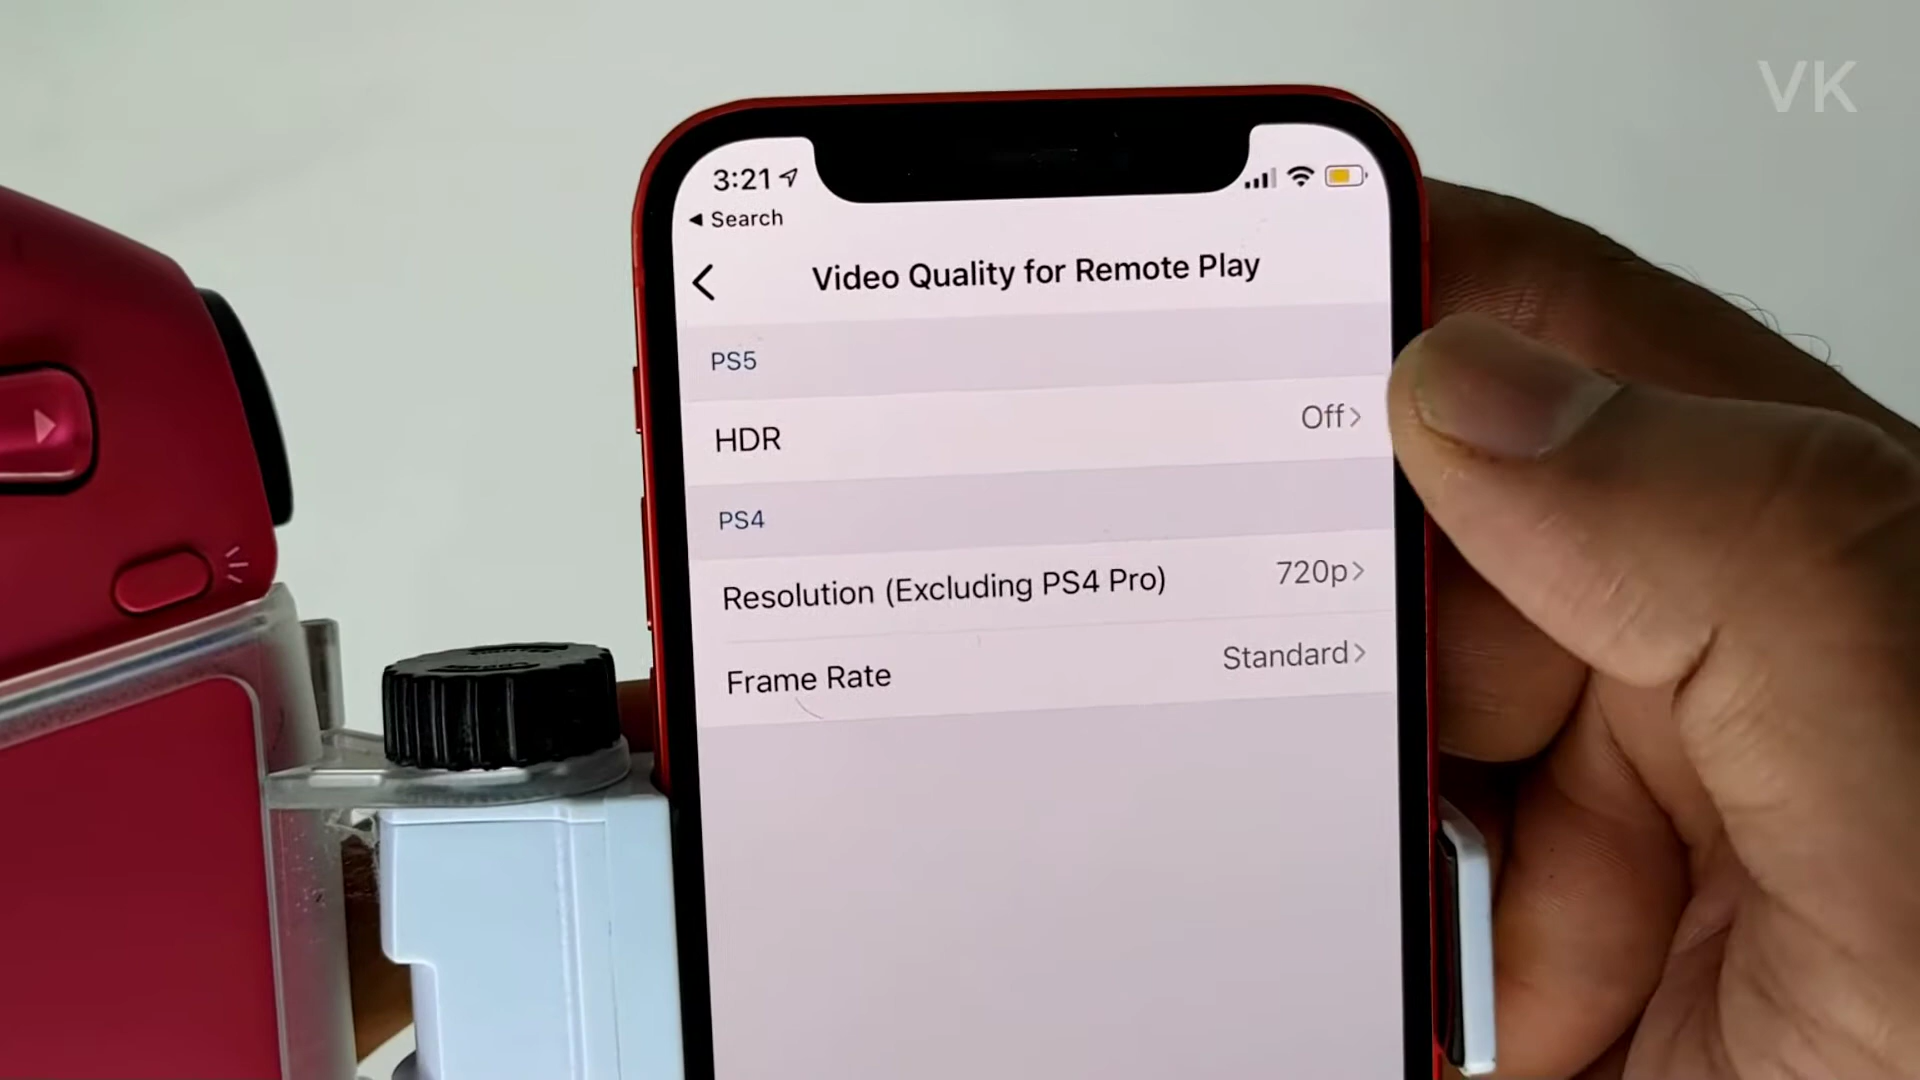 VK
3:21
◀ Search
Video Quality for Remote Play
PS5
HDR Off>
PS4
Resolution (Excluding PS4 Pro) 720p>
Frame Rate Standard>